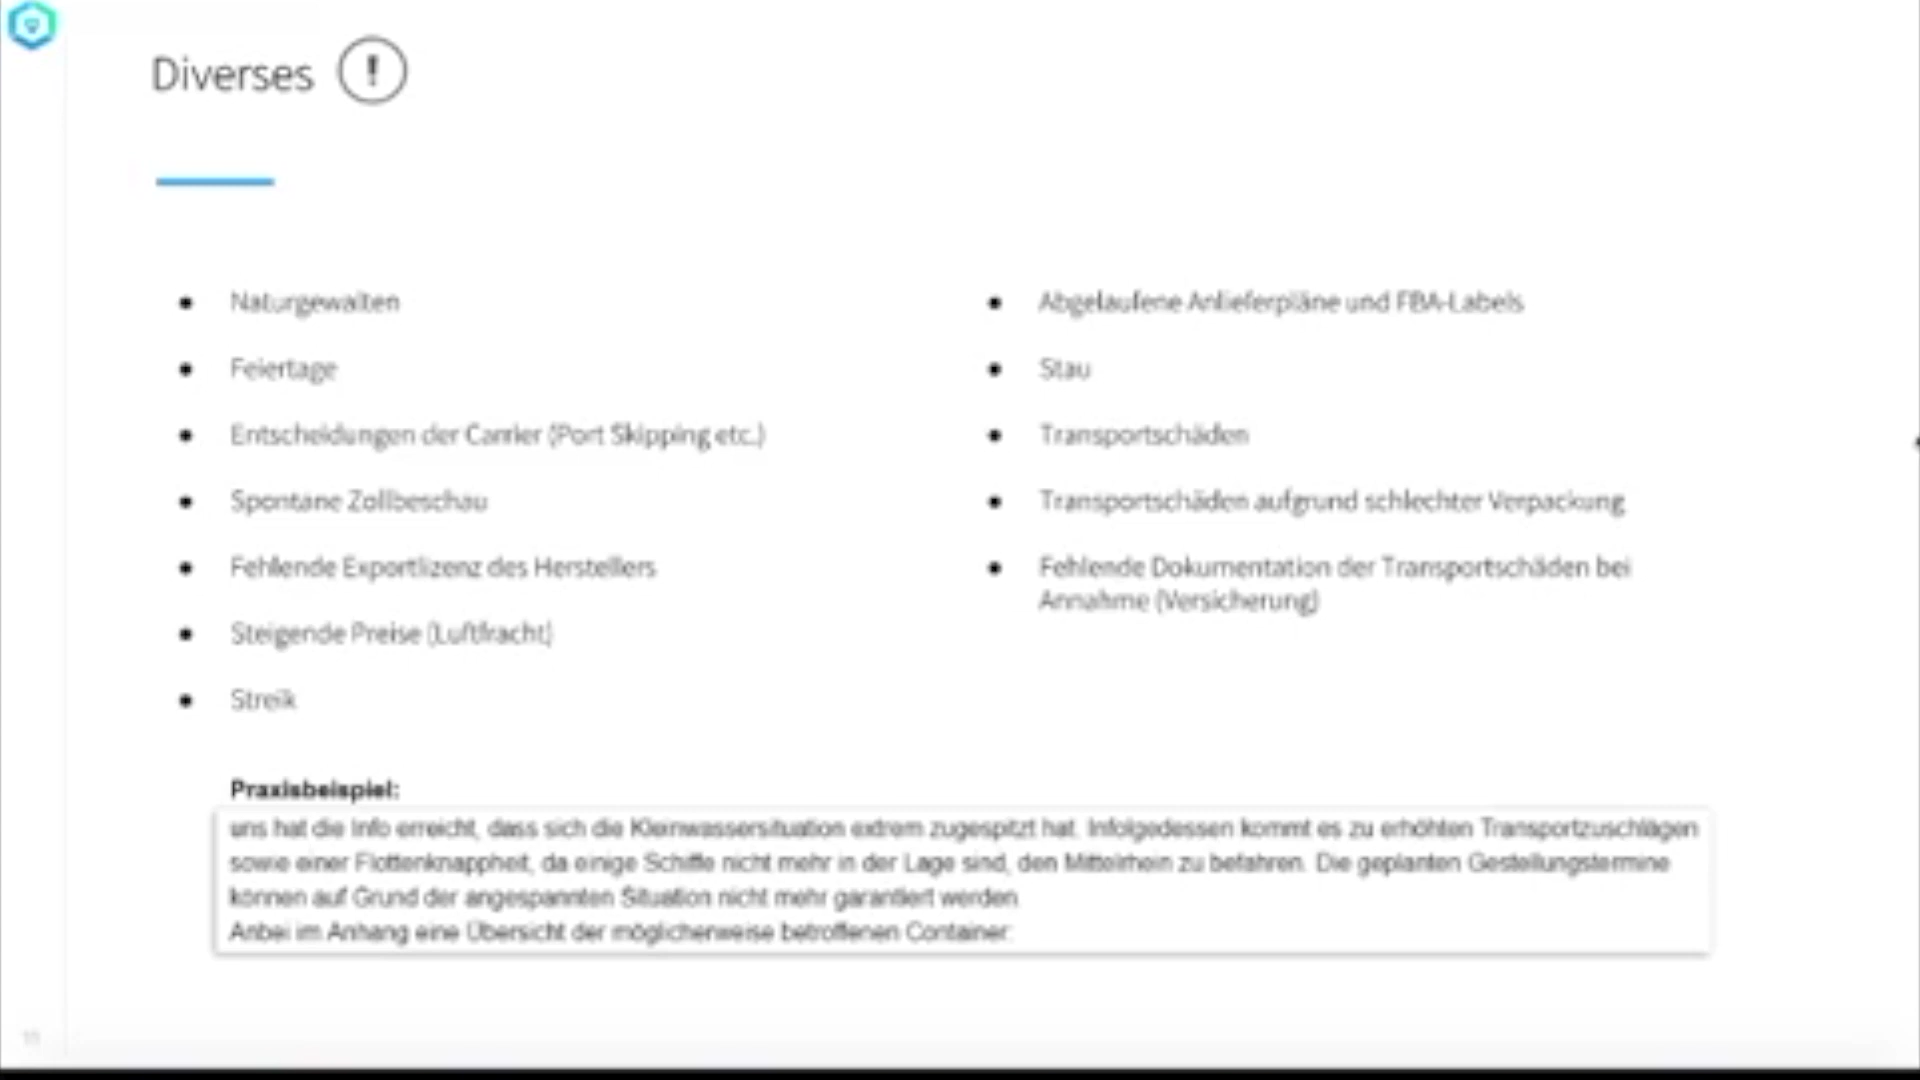 Diverses !
Naturgewalten
Feiertage
Entscheidungen der Carrier (Port Skipping etc.)
Spontane Zollbeschau
Fehlende Exportlizenz des Herstellers
Steigende Preise (Luftfracht)
Streik
Abgelaufene Anlieferpläne und FBA-Labels
Stau
Transportschäden
Transportschäden aufgrund schlechter Verpackung
Fehlende Dokumentation der Transportschäden bei
Annahme (Versicherung)
Praxisbeispiel:
uns hat die Info erreicht, dass sich die Kleinwassersituation extrem zugespitzt hat. Infolgedessen kommt es zu erhöhten Transportzuschlägen
sowie einer Flottenknappheit, da einige Schiffe nicht mehr in der Lage sind, den Mittelrhein zu befahren. Die geplanten Gestellungstermine
können auf Grund der angespannten Situation nicht mehr garantiert werden.
Anbei im Anhang eine Übersicht der möglicherweise betroffenen Container: